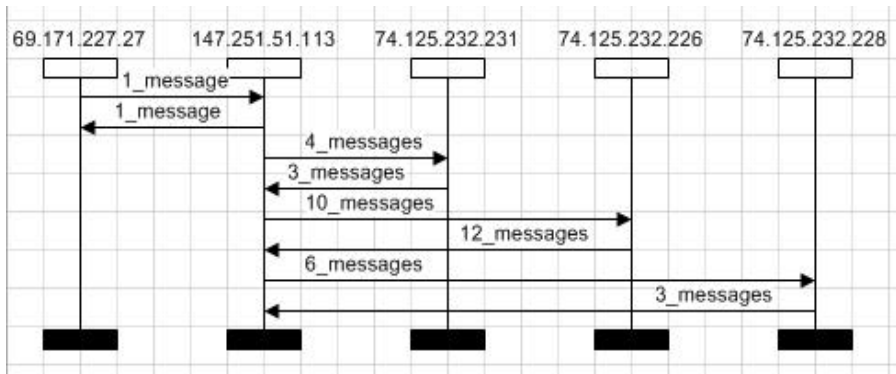 69.171.227.27 147.251.51.113 74.125.232.231 74.125.232.226 74.125.232.228
1_message
1_message
4_messages
3_messages
10_messages
12_messages
6_messages
3_messages